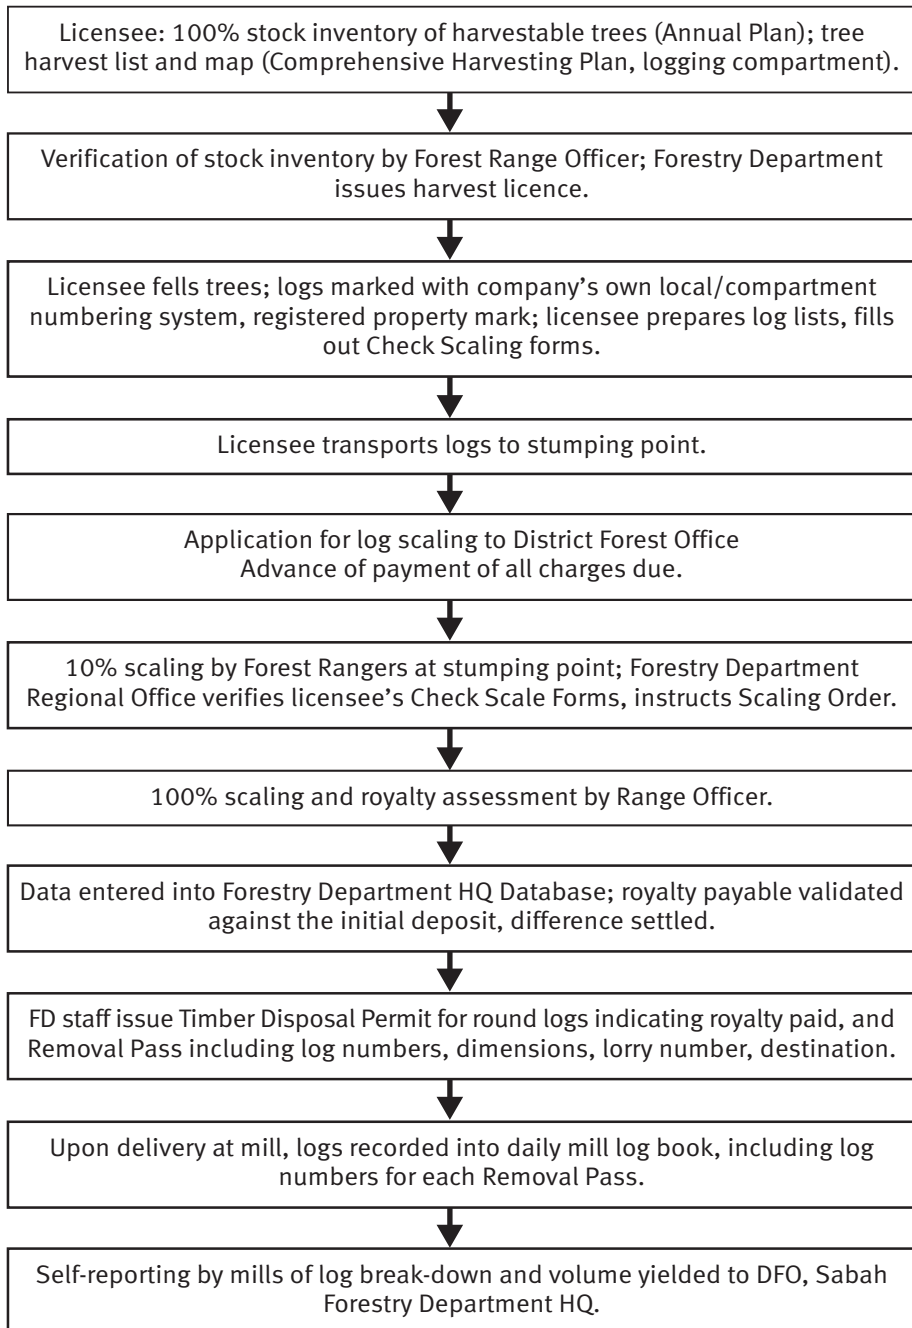 Licensee: 100% stock inventory of harvestable trees (Annual Plan); tree
harvest list and map (Comprehensive Harvesting Plan, logging compartment).
Verification of stock inventory by Forest Range Officer; Forestry Department
issues harvest licence.
Licensee fells trees; logs marked with company’s own local/compartment
numbering system, registered property mark; licensee prepares log lists, fills
out Check Scaling forms.
Licensee transports logs to stumping point.
Application for log scaling to District Forest Office
Advance of payment of all charges due.
10% scaling by Forest Rangers at stumping point; Forestry Department
Regional Office verifies licensee’s Check Scale Forms, instructs Scaling Order.
100% scaling and royalty assessment by Range Officer.
Data entered into Forestry Department HQ Database; royalty payable validated
against the initial deposit, difference settled.
FD staff issue Timber Disposal Permit for round logs indicating royalty paid, and
Removal Pass including log numbers, dimensions, lorry number, destination.
Upon delivery at mill, logs recorded into daily mill log book, including log
numbers for each Removal Pass.
Self-reporting by mills of log break-down and volume yielded to DFO, Sabah
Forestry Department HQ.